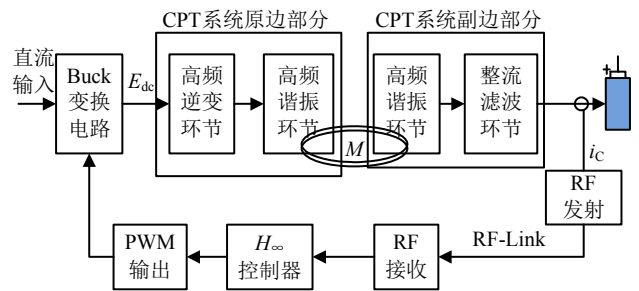 CPT系统原边部分
CPT系统副边部分
直流
输入
Buck
变换
电路
Edc
高频
逆变
环节
高频
谐振
环节
M
高频
谐振
环节
整流
滤波
环节
+
iC
RF
发射
RF-Link
RF
接收
H∞
控制器
PWM
输出